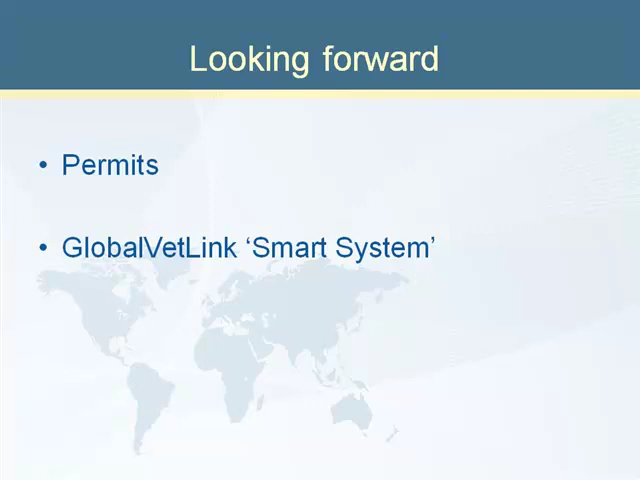 Looking forward
• Permits
• GlobalVetLink ‘Smart System’